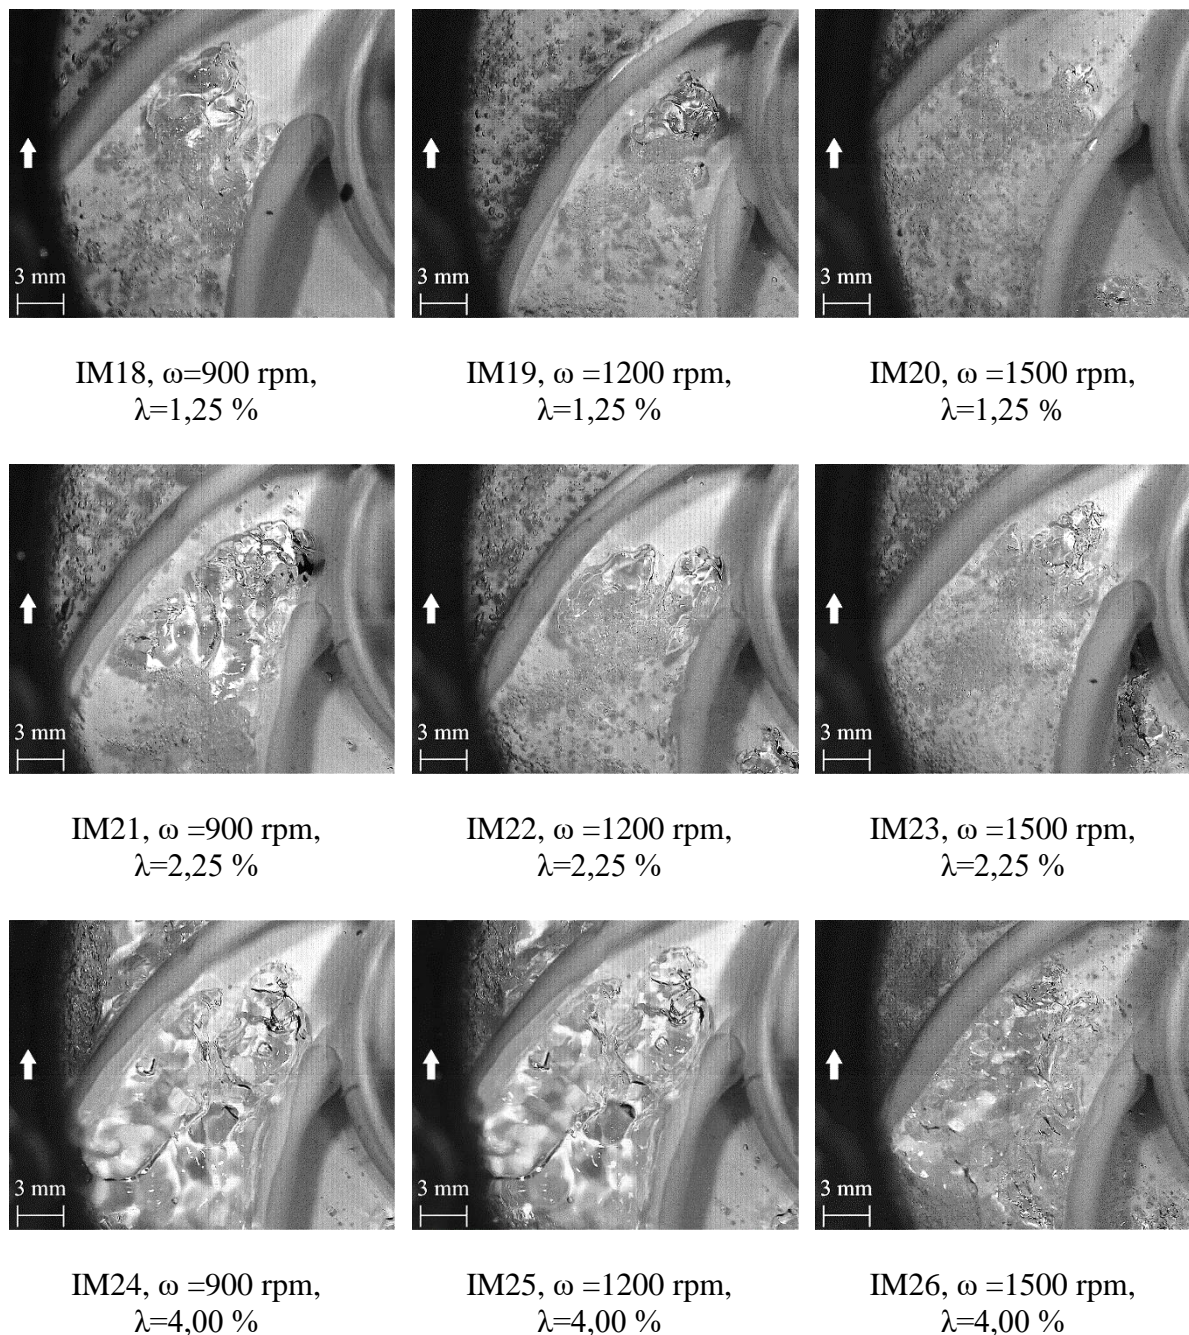 3 mm
3 mm
3 mm
IM18, ω=900 rpm,
λ=1,25 %
IM19, ω =1200 rpm,
λ=1,25 %
IM20, ω =1500 rpm,
λ=1,25 %
3 mm
3 mm
3 mm
IM21, ω =900 rpm,
λ=2,25 %
IM22, ω =1200 rpm,
λ=2,25 %
IM23, ω =1500 rpm,
λ=2,25 %
3 mm
3 mm
3 mm
IM24, ω =900 rpm,
λ=4,00 %
IM25, ω =1200 rpm,
λ=4,00 %
IM26, ω =1500 rpm,
λ=4,00 %